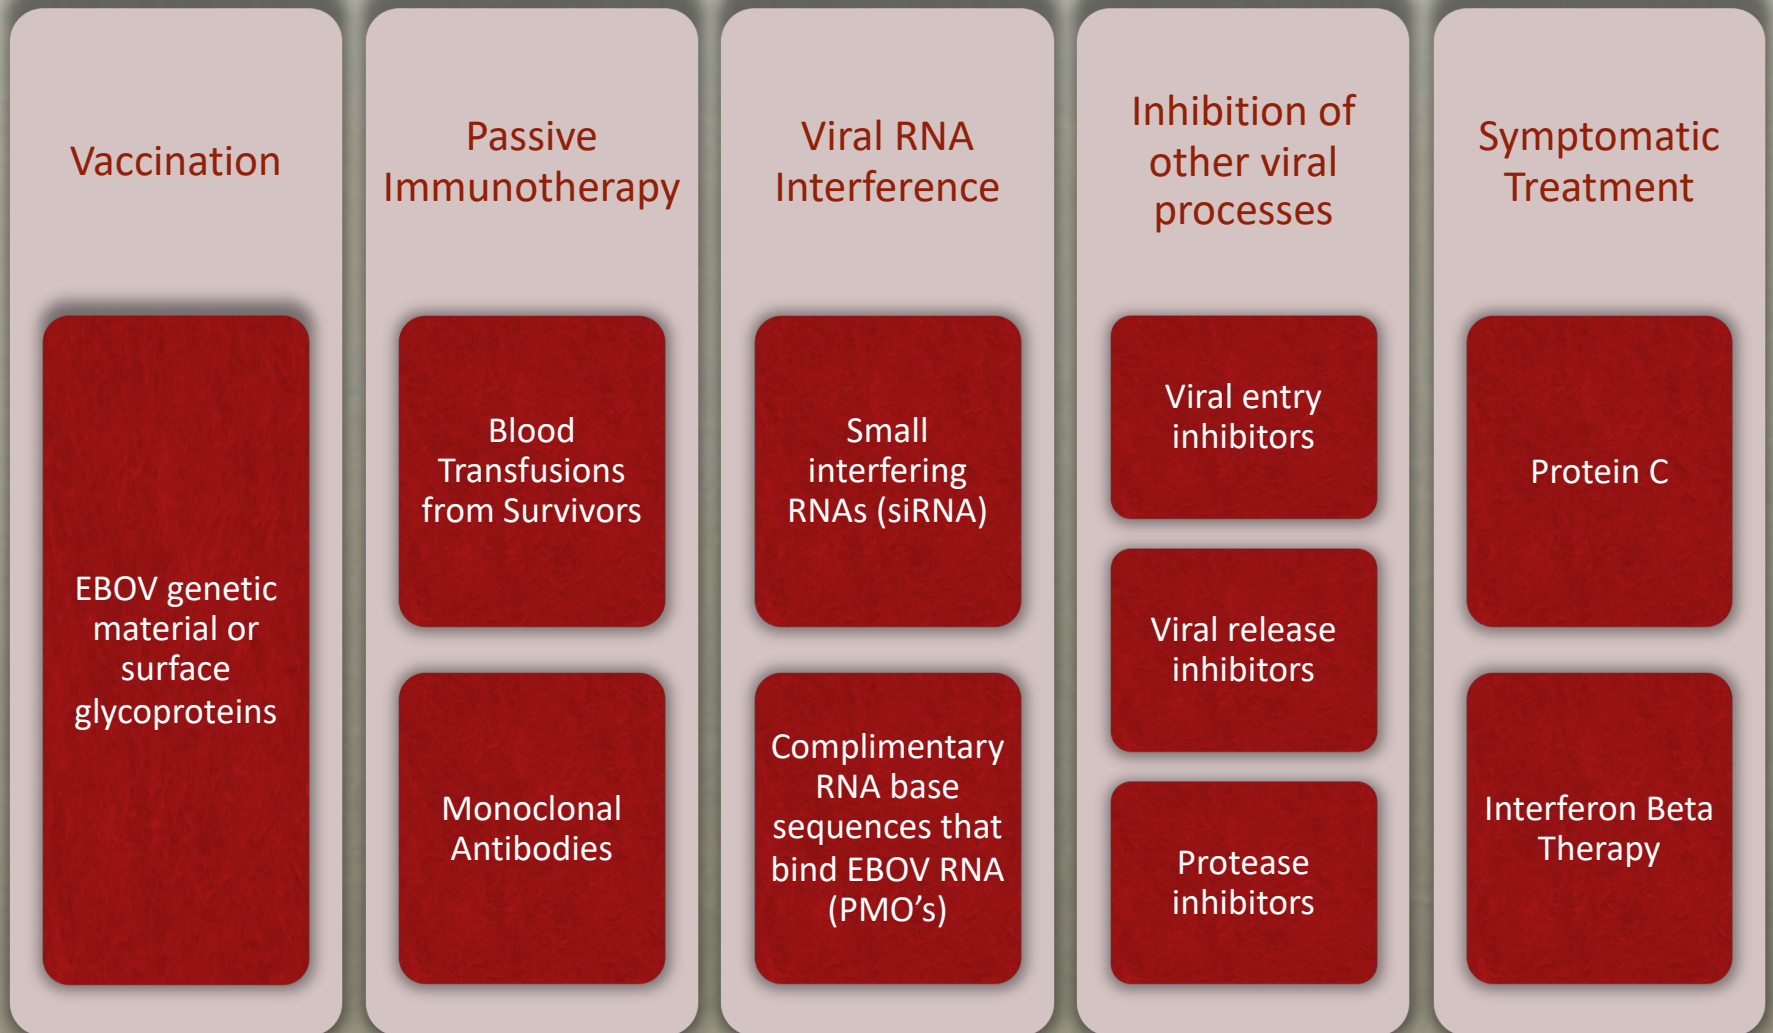 Vaccination
EBOV genetic
material or
surface
glycoproteins
Passive
Immunotherapy
Blood
Transfusions
from Survivors
Monoclonal
Antibodies
Viral RNA
Interference
Small
interfering
RNAs (siRNA)
Complimentary
RNA base
sequences that
bind EBOV RNA
(PMO’s)
Inhibition of
other viral
processes
Viral entry
inhibitors
Viral release
inhibitors
Protease
inhibitors
Symptomatic
Treatment
Protein C
Interferon Beta
Therapy